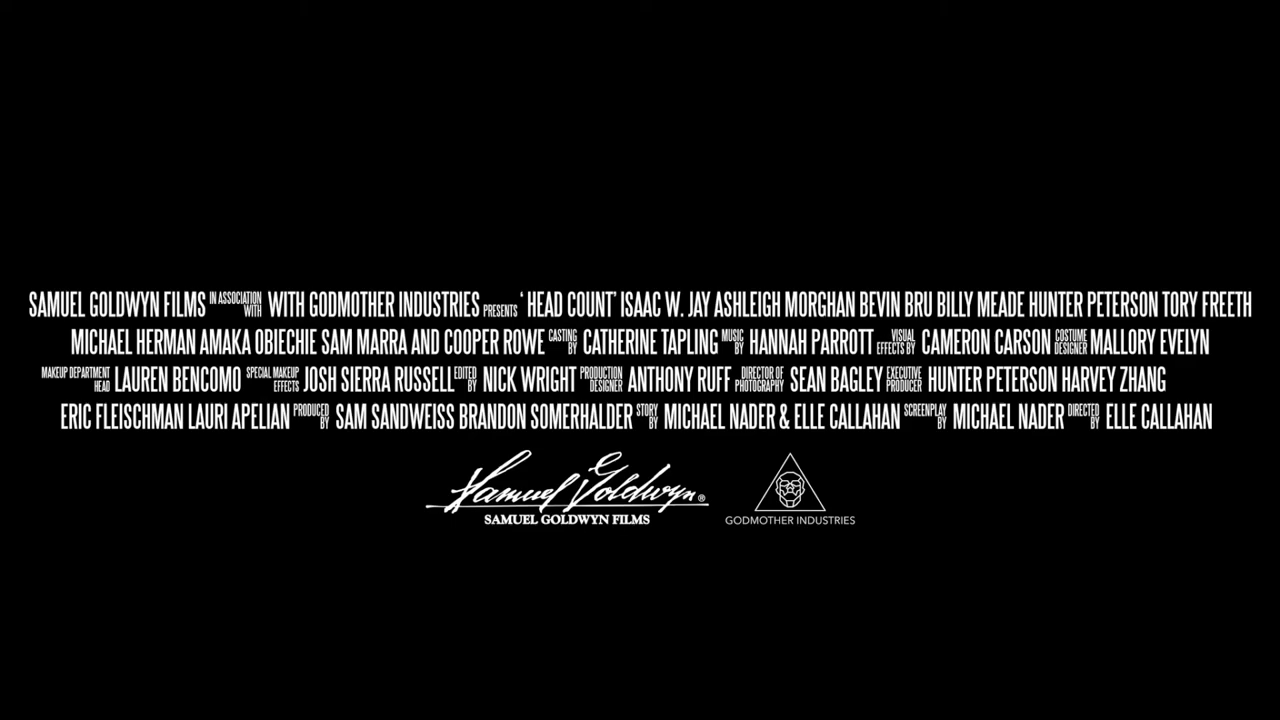 SAMUEL GOLDWYN FILMS IN ASSOCIATION WITH WITH GODMOTHER INDUSTRIES PRESENTS ‘ HEAD COUNT’ ISAAC W. JAY ASHLEIGH MORGHAN BEVIN BRU BILLY MEADE HUNTER PETERSON TORY FREETH
MICHAEL HERMAN AMAKA OBIECHIE SAM MARRA AND COOPER ROWE CASTING BY CATHERINE TAPLING MUSIC BY HANNAH PARROTT VISUAL EFFECTS BY CAMERON CARSON COSTUME DESIGNER MALLORY EVELYN
MAKEUP DEPARTMENT HEAD LAUREN BENCOMO SPECIAL MAKEUP EFFECTS JOSH SIERRA RUSSELL EDITED BY NICK WRIGHT PRODUCTION DESIGNER ANTHONY RUFF DIRECTOR OF PHOTOGRAPHY SEAN BAGLEY EXECUTIVE PRODUCER HUNTER PETERSON HARVEY ZHANG
ERIC FLEISCHMAN LAURI APELIAN PRODUCED BY SAM SANDWEISS BRANDON SOMERHALDER STORY BY MICHAEL NADER & ELLE CALLAHAN SCREENPLAY BY MICHAEL NADER DIRECTED BY ELLE CALLAHAN
Samuel Goldwyn®
SAMUEL GOLDWYN FILMS
GODMOTHER INDUSTRIES